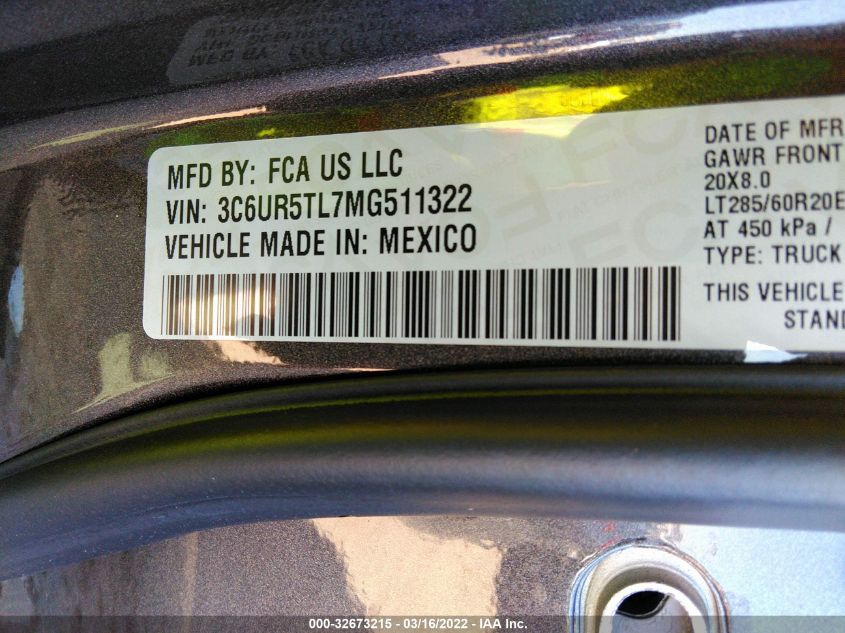 MFD BY: FCA US LLC
VIN: 3C6UR5TL7MG511322
VEHICLE MADE IN: MEXICO
DATE OF MFR
GAWR FRONT
20X8.0
LT285/60R20E
AT 450 kPa /
TYPE: TRUCK
THIS VEHICLE
STAND
000-32673215 - 03/16/2022 - IAA Inc.